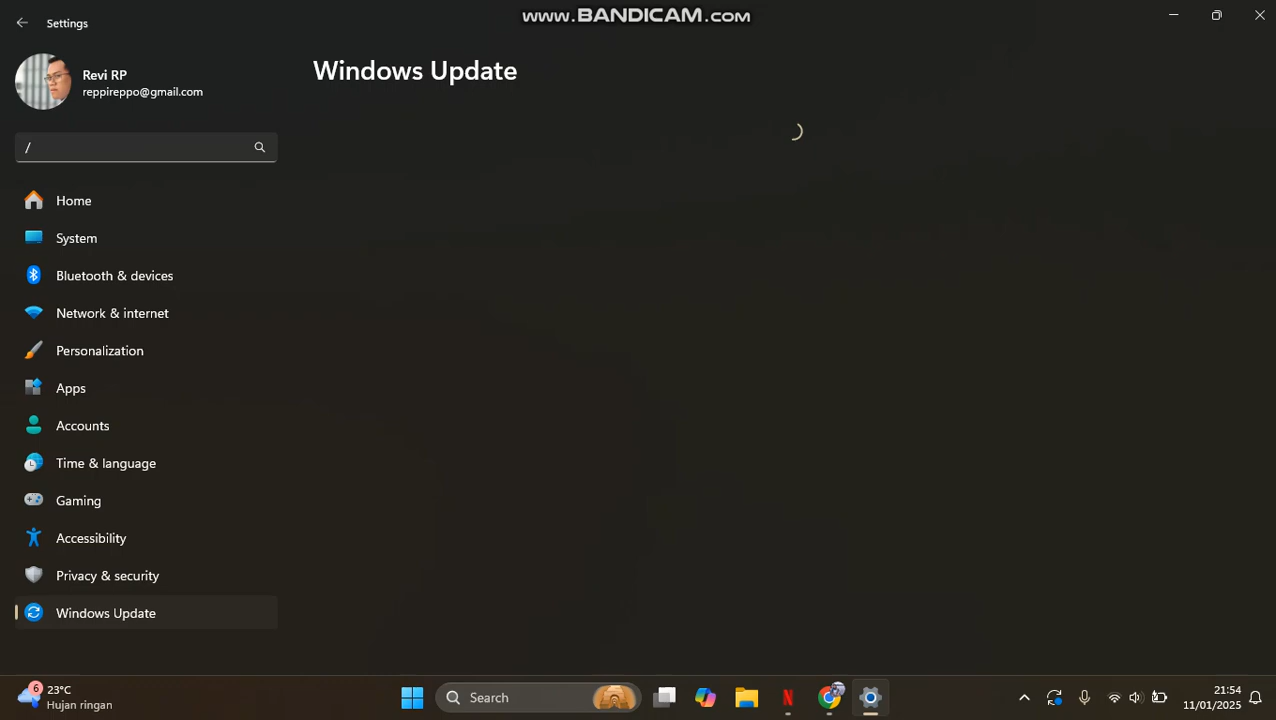 Settings
www.BANDICAM.com
Revi RP
reppireppo@gmail.com
Windows Update
/
Home
System
Bluetooth & devices
Network & internet
Personalization
Apps
Accounts
Time & language
Gaming
Accessibility
Privacy & security
Windows Update
6
23°C
Hujan ringan
Search
N
21:54
11/01/2025